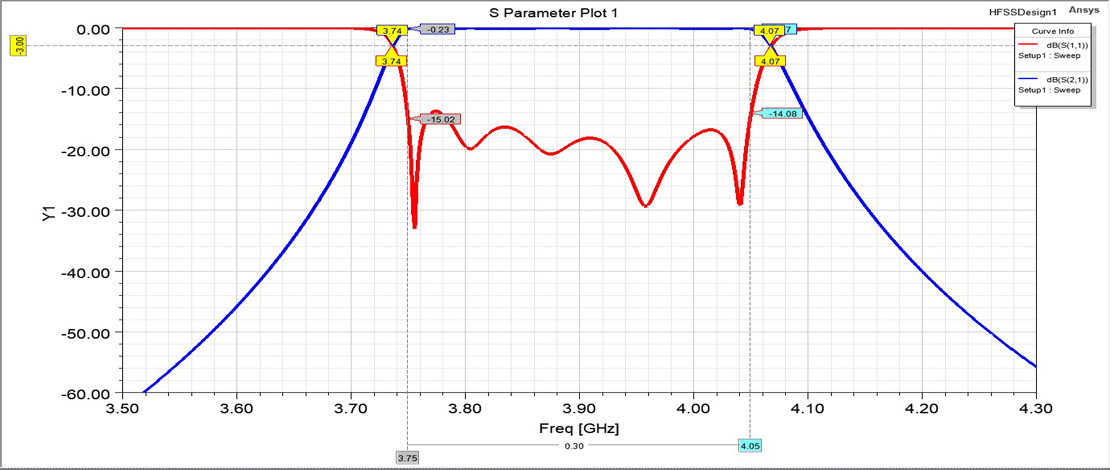 S Parameter Plot 1
HFSSDesign1
Ansys
Curve Info
dB(S(1,1))
Setup1 : Sweep
dB(S(2,1))
Setup1 : Sweep
-3.00
0.00
-10.00
-20.00
-30.00
-40.00
-50.00
-60.00
Y1
3.74
-0.23
4.07
7
3.74
4.07
-15.02
-14.08
3.50
3.60
3.70
3.80
3.90
4.00
4.10
4.20
4.30
Freq [GHz]
0.30
3.75
4.05